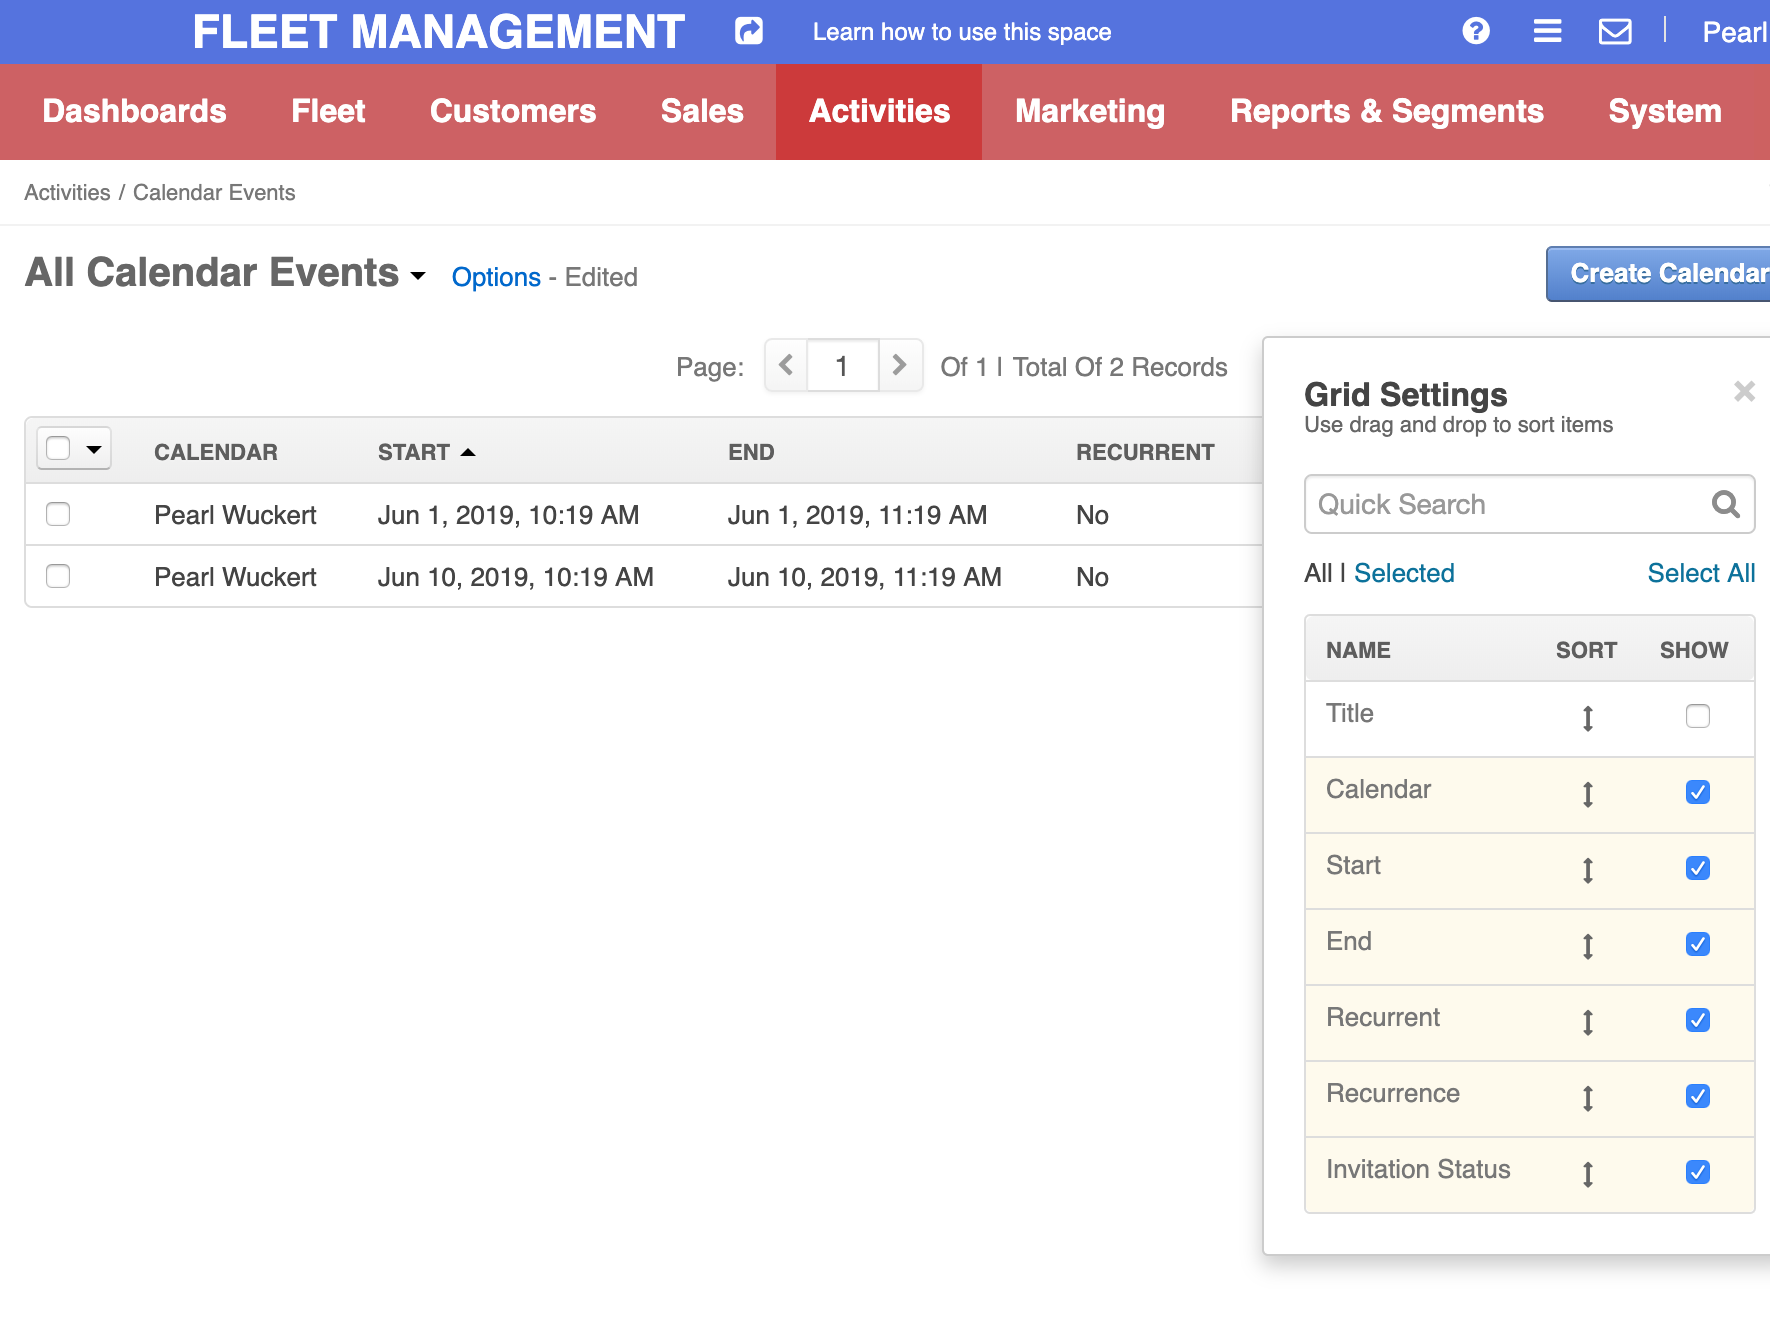 FLEET MANAGEMENT
Learn how to use this space
Pearl
Dashboards Fleet Customers Sales Activities Marketing Reports & Segments System
Activities / Calendar Events
All Calendar Events
Options - Edited
Create Calendar
Page: 1 Of 1 | Total Of 2 Records
CALENDAR START END RECURRENT
Pearl Wuckert Jun 1, 2019, 10:19 AM Jun 1, 2019, 11:19 AM No
Pearl Wuckert Jun 10, 2019, 10:19 AM Jun 10, 2019, 11:19 AM No
Grid Settings
Use drag and drop to sort items
Quick Search
All | Selected Select All
NAME SORT SHOW
Title
Calendar
Start
End
Recurrent
Recurrence
Invitation Status